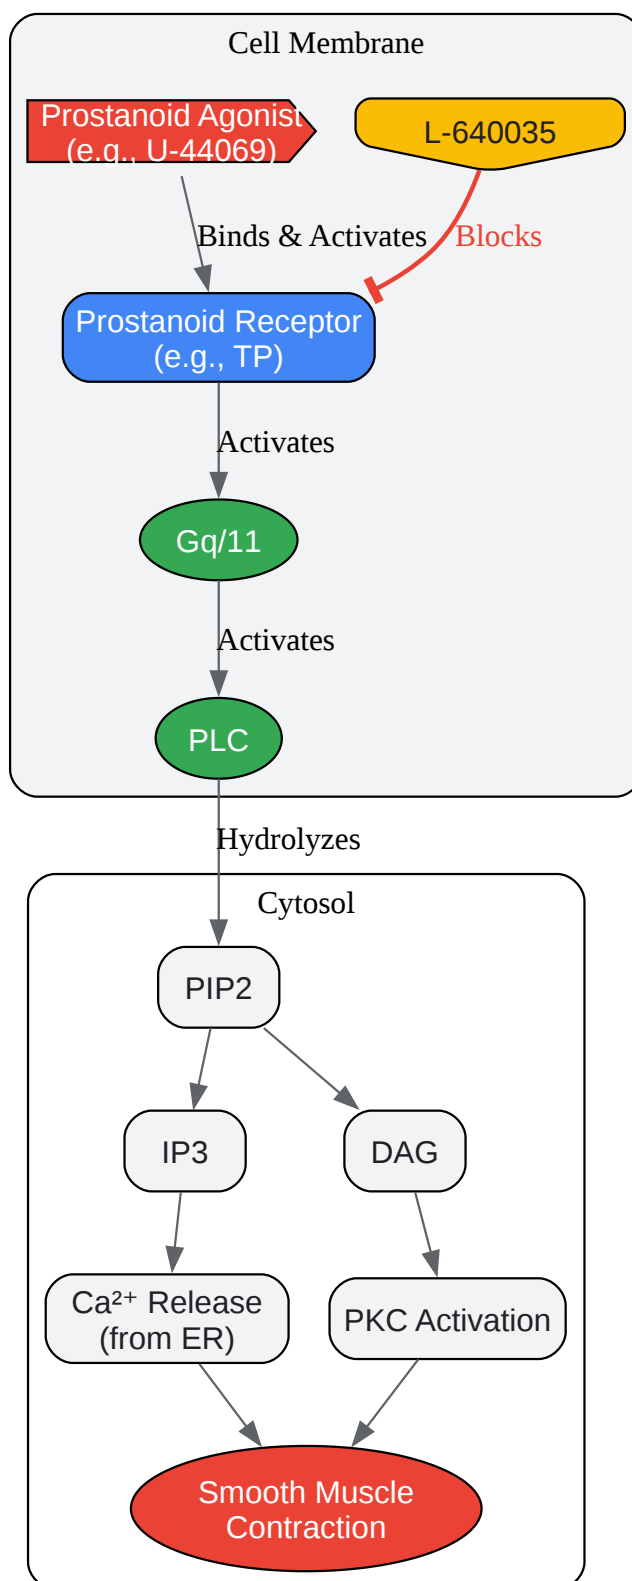 Cell Membrane
Prostanoid Agonist
(e.g., U-44069)
L-640035
Binds & Activates
Blocks
Prostanoid Receptor
(e.g., TP)
Activates
Gq/11
Activates
PLC
Hydrolyzes
Cytosol
PIP2
IP3
DAG
Ca²⁺ Release
(from ER)
PKC Activation
Smooth Muscle
Contraction